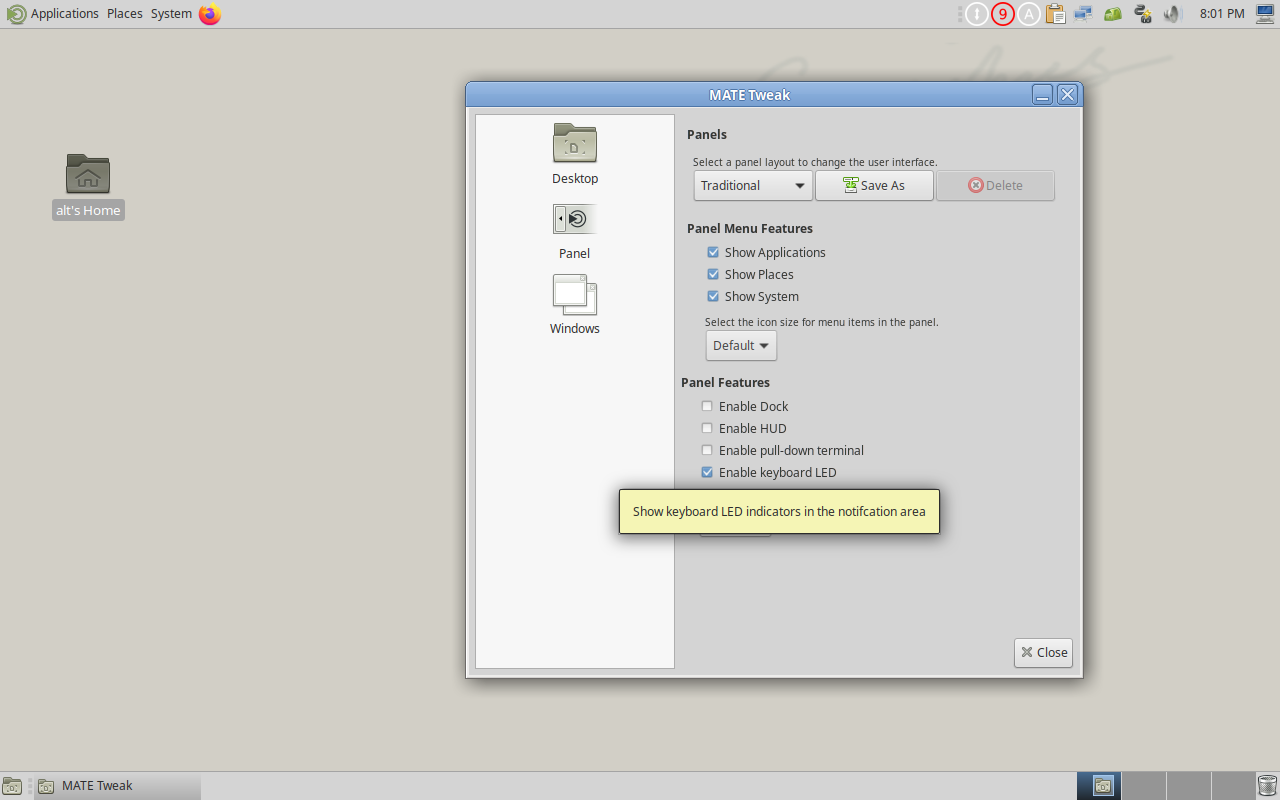 Applications Places System
9
A
8:01 PM
MATE Tweak
alt's Home
Desktop
Panel
Windows
Panels
Select a panel layout to change the user interface.
Traditional
Save As
Delete
Panel Menu Features
Show Applications
Show Places
Show System
Select the icon size for menu items in the panel.
Default
Panel Features
Enable Dock
Enable HUD
Enable pull-down terminal
Enable keyboard LED
Show keyboard LED indicators in the notifcation area
Close
MATE Tweak